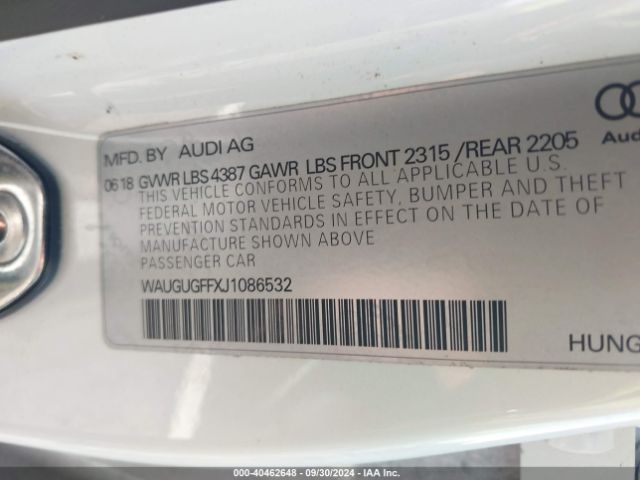 MFD. BY AUDI AG
06 18 GVWR LBS 4387 GAWR LBS FRONT 2315 / REAR 2205
THIS VEHICLE CONFORMS TO ALL APPLICABLE U.S.
FEDERAL MOTOR VEHICLE SAFETY, BUMPER AND THEFT
PREVENTION STANDARDS IN EFFECT ON THE DATE OF
MANUFACTURE SHOWN ABOVE
PASSENGER CAR
WAUGUGFFXJ1086532
Aud
HUNG
000-40462648 - 09/30/2024 - IAA Inc.